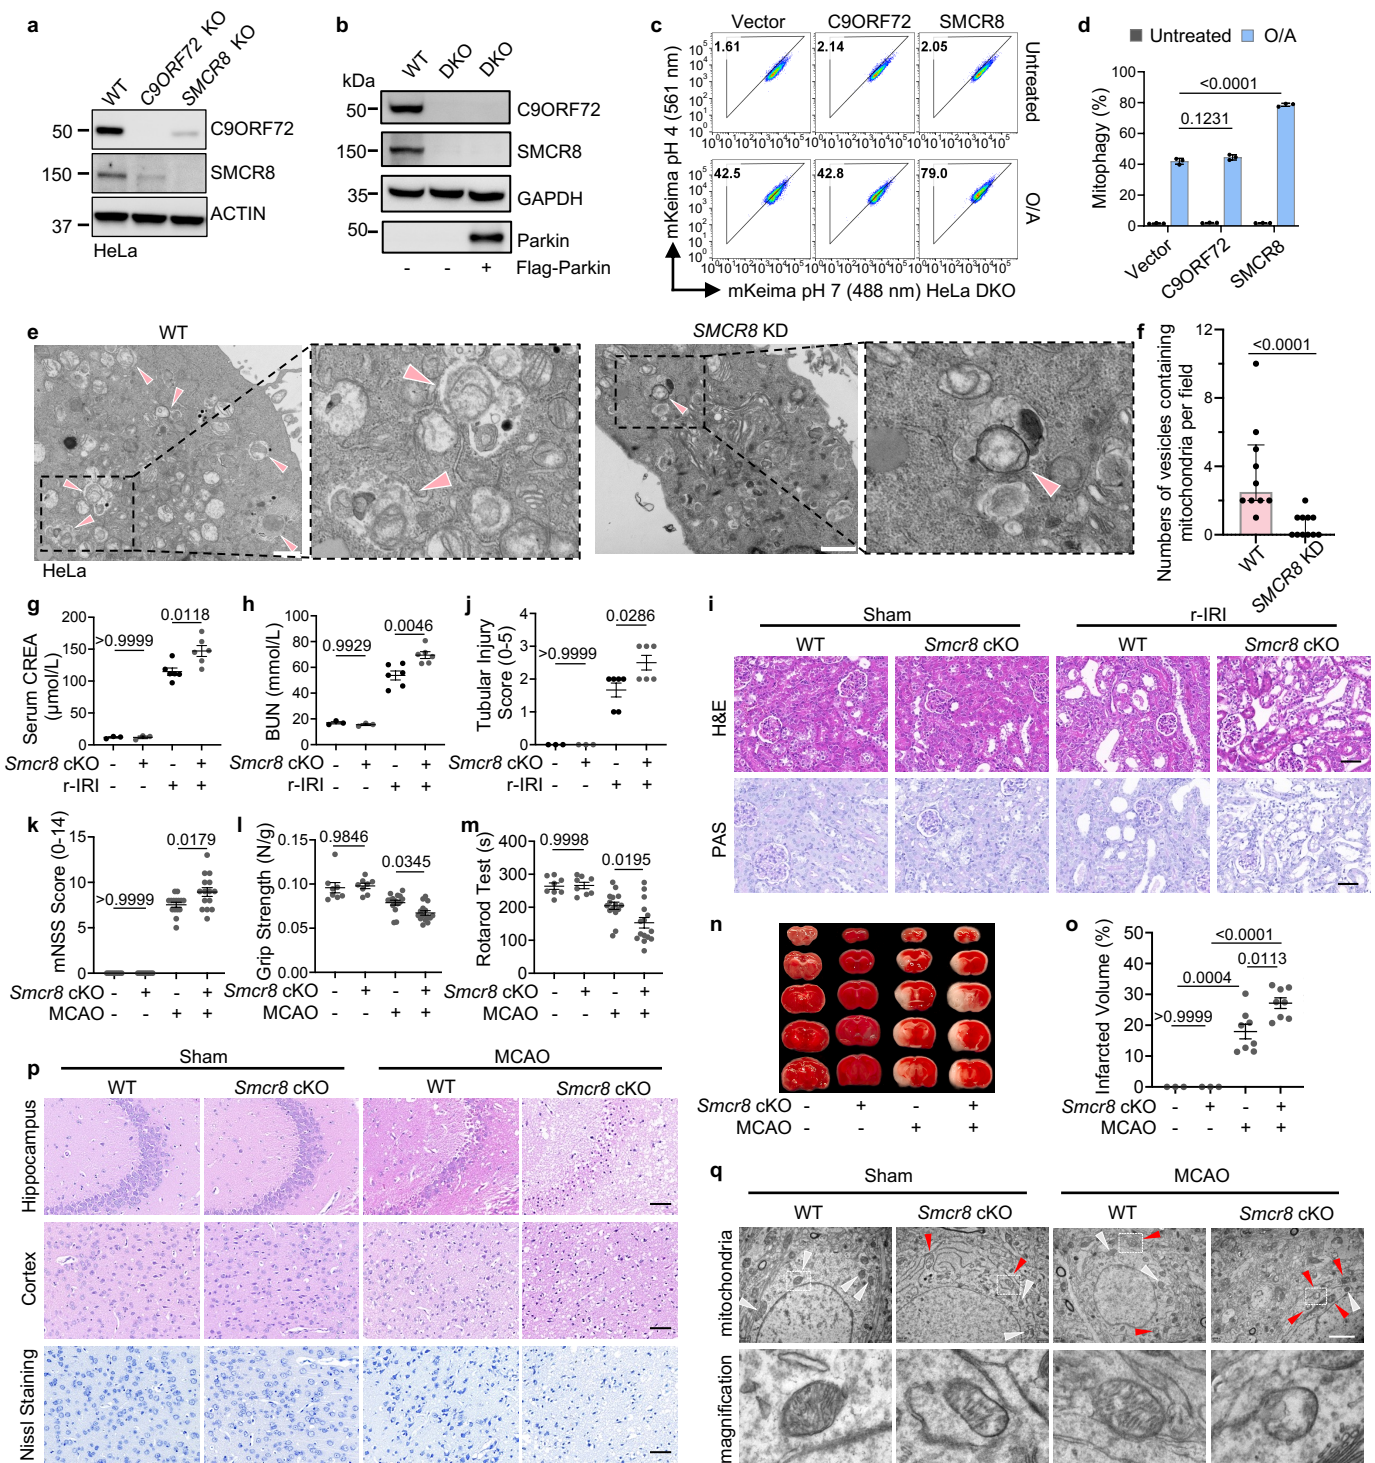 a
WT
C9ORF72 KO
SMCR8 KO
50
C9ORF72
150
SMCR8
37
ACTIN
HeLa
b
kDa
WT
DKO
DKO
50
C9ORF72
150
SMCR8
35
GAPDH
50
Parkin
- - + Flag-Parkin
c
Vector C9ORF72 SMCR8
1.61 2.14 2.05
Untreated
42.5 42.8 79.0
O/A
mKeima pH 4 (561 nm)
mKeima pH 7 (488 nm) HeLa DKO
d
Untreated O/A
Mitophagy (%)
100
80
60
40
20
0
<0.0001
0.1231
Vector
C9ORF72
SMCR8
e
WT
SMCR8 KD
HeLa
f
Numbers of vesicles containing
mitochondria per field
12
8
4
0
<0.0001
WT
SMCR8 KD
g
Serum CREA
(μmol/L)
200
150
100
50
0
>0.9999
0.0118
Smcr8 cKO - + - +
r-IRI - - + +
h
BUN (mmol/L)
100
80
60
40
20
0
0.9929
0.0046
Smcr8 cKO - + - +
r-IRI - - + +
j
Tubular Injury
Score (0-5)
4
3
2
1
0
>0.9999
0.0286
Smcr8 cKO - + - +
r-IRI - - + +
i
Sham r-IRI
WT Smcr8 cKO WT Smcr8 cKO
H&E
PAS
k
mNSS Score (0-14)
15
10
5
0
>0.9999
0.0179
Smcr8 cKO - + - +
MCAO - - + +
l
Grip Strength (N/g)
0.15
0.10
0.05
0.00
0.9846
0.0345
Smcr8 cKO - + - +
MCAO - - + +
m
Rotarod Test (s)
400
300
200
100
0
0.9998
0.0195
Smcr8 cKO - + - +
MCAO - - + +
n
Smcr8 cKO - + - +
MCAO - - + +
o
Infarcted Volume (%)
50
40
30
20
10
0
<0.0001
0.0113
0.0004
>0.9999
Smcr8 cKO - + - +
MCAO - - + +
p
Sham MCAO
WT Smcr8 cKO WT Smcr8 cKO
Hippocampus
Cortex
Nissl Staining
q
Sham MCAO
WT Smcr8 cKO WT Smcr8 cKO
mitochondria
magnification